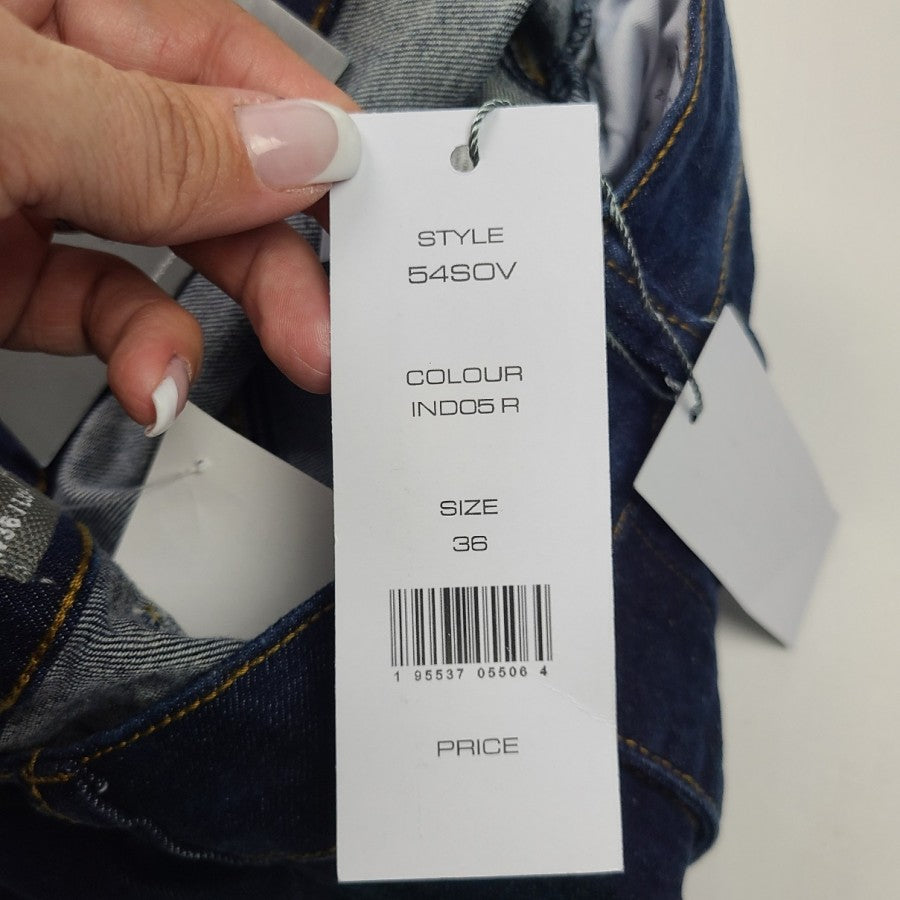 STYLE
54SOV
COLOUR
IND05 R
SIZE
36
1 95537 05506 4
PRICE